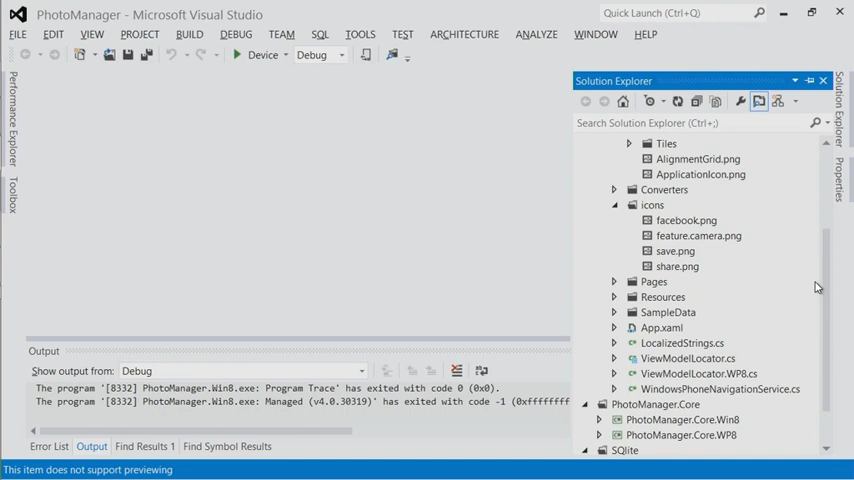 PhotoManager - Microsoft Visual Studio
Quick Launch (Ctrl+Q)
FILE EDIT VIEW PROJECT BUILD DEBUG TEAM SQL TOOLS TEST ARCHITECTURE ANALYZE WINDOW HELP
Device Debug
Performance Explorer
Toolbox
Solution Explorer
Search Solution Explorer (Ctrl+;)
Tiles
AlignmentGrid.png
ApplicationIcon.png
Converters
icons
facebook.png
feature.camera.png
save.png
share.png
Pages
Resources
SampleData
App.xaml
LocalizedStrings.cs
ViewModelLocator.cs
ViewModelLocator.WP8.cs
WindowsPhoneNavigationService.cs
PhotoManager.Core
PhotoManager.Core.Win8
PhotoManager.Core.WP8
SQlite
Solution Explorer
Properties
Output
Show output from: Debug
The program '[8332] PhotoManager.Win8.exe: Program Trace' has exited with code 0 (0x0).
The program '[8332] PhotoManager.Win8.exe: Managed (v4.0.30319)' has exited with code -1 (0xffffffff
Error List Output Find Results 1 Find Symbol Results
This item does not support previewing